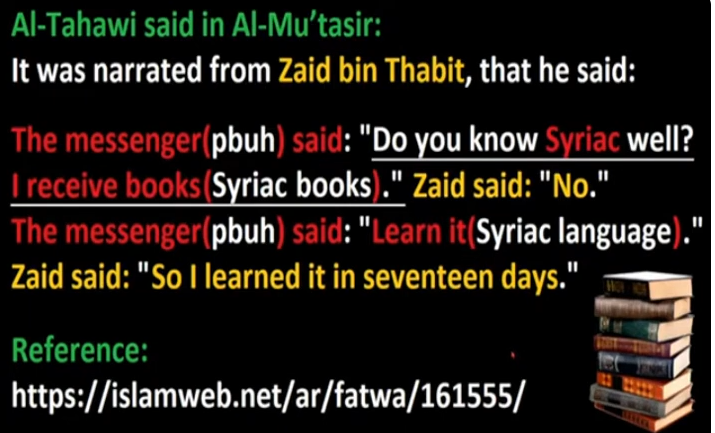 Al-Tahawi said in Al-Mu’tasir:
It was narrated from Zaid bin Thabit, that he said:
The messenger(pbuh) said: "Do you know Syriac well?
I receive books(Syriac books)." Zaid said: "No."
The messenger(pbuh) said: "Learn it(Syriac language)."
Zaid said: "So I learned it in seventeen days."
Reference:
https://islamweb.net/ar/fatwa/161555/